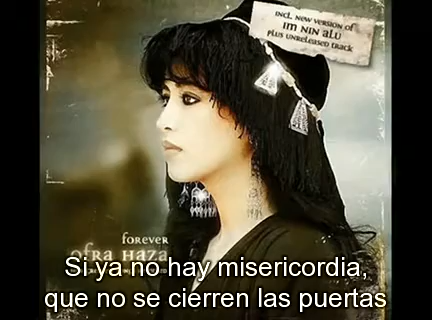 INCL. NEW VERSION OF
IM NIN ALU
PLUS UNRELEASED TRACK
FOREVER
OFRA HAZA
Si ya no hay misericordia,
que no se cierren las puertas